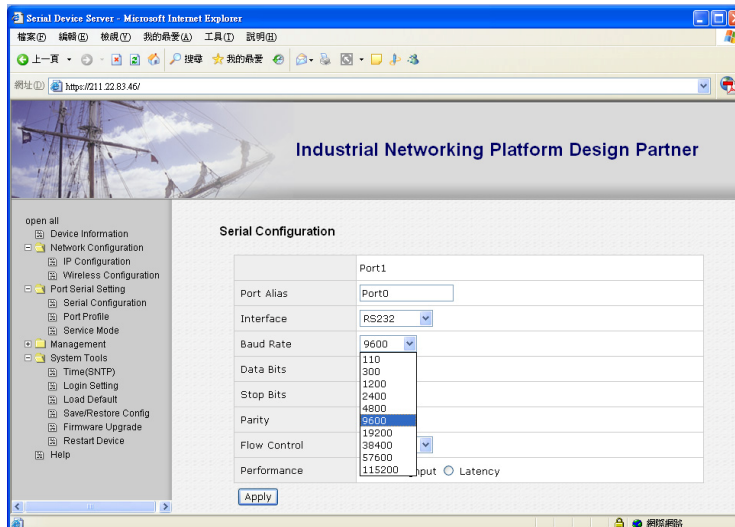 Serial Device Server - Microsoft Internet Explorer
檔案(F) 編輯(E) 檢視(V) 我的最愛(A) 工具(T) 說明(H)
上一頁 搜尋 我的最愛
網址(D) https://211.22.83.46/
Industrial Networking Platform Design Partner
open all
Device Information
Network Configuration
IP Configuration
Wireless Configuration
Port Serial Setting
Serial Configuration
Port Profile
Service Mode
Management
System Tools
Time(SNTP)
Login Setting
Load Default
Save/Restore Config
Firmware Upgrade
Restart Device
Help
Serial Configuration
Port1
Port Alias Port0
Interface RS232
Baud Rate 9600
110
300
1200
2400
4800
9600
19200
38400
57600
115200
Data Bits
Stop Bits
Parity
Flow Control
Performance put Latency
Apply
網際網路